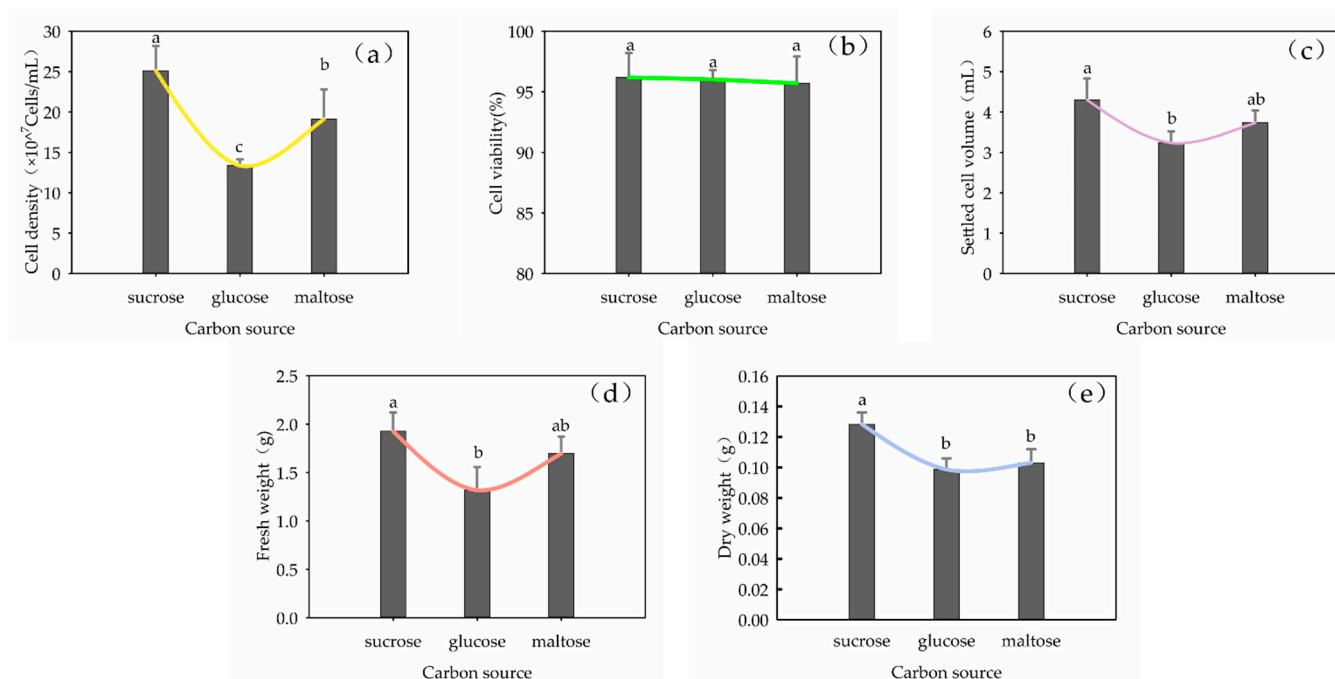 (a)
Cell density (×10^7Cells/mL)
30
25
20
15
10
5
0
a
c
b
sucrose glucose maltose
Carbon source
(b)
Cell viability(%)
100
95
90
85
80
a
a
a
sucrose glucose maltose
Carbon source
(c)
Settled cell volume (mL)
6
5
4
3
2
1
0
a
b
ab
sucrose glucose maltose
Carbon source
(d)
Fresh weight (g)
2.5
2.0
1.5
1.0
0.5
0.0
a
b
ab
sucrose glucose maltose
Carbon source
(e)
Dry weight (g)
0.16
0.14
0.12
0.10
0.08
0.06
0.04
0.02
0.00
a
b
b
sucrose glucose maltose
Carbon source